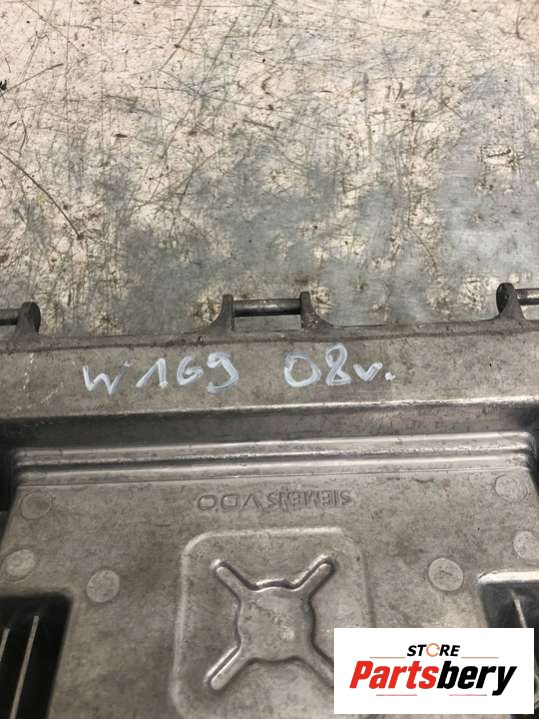 W169 08v.
SIEMENS VDO
STORE
Partsbery